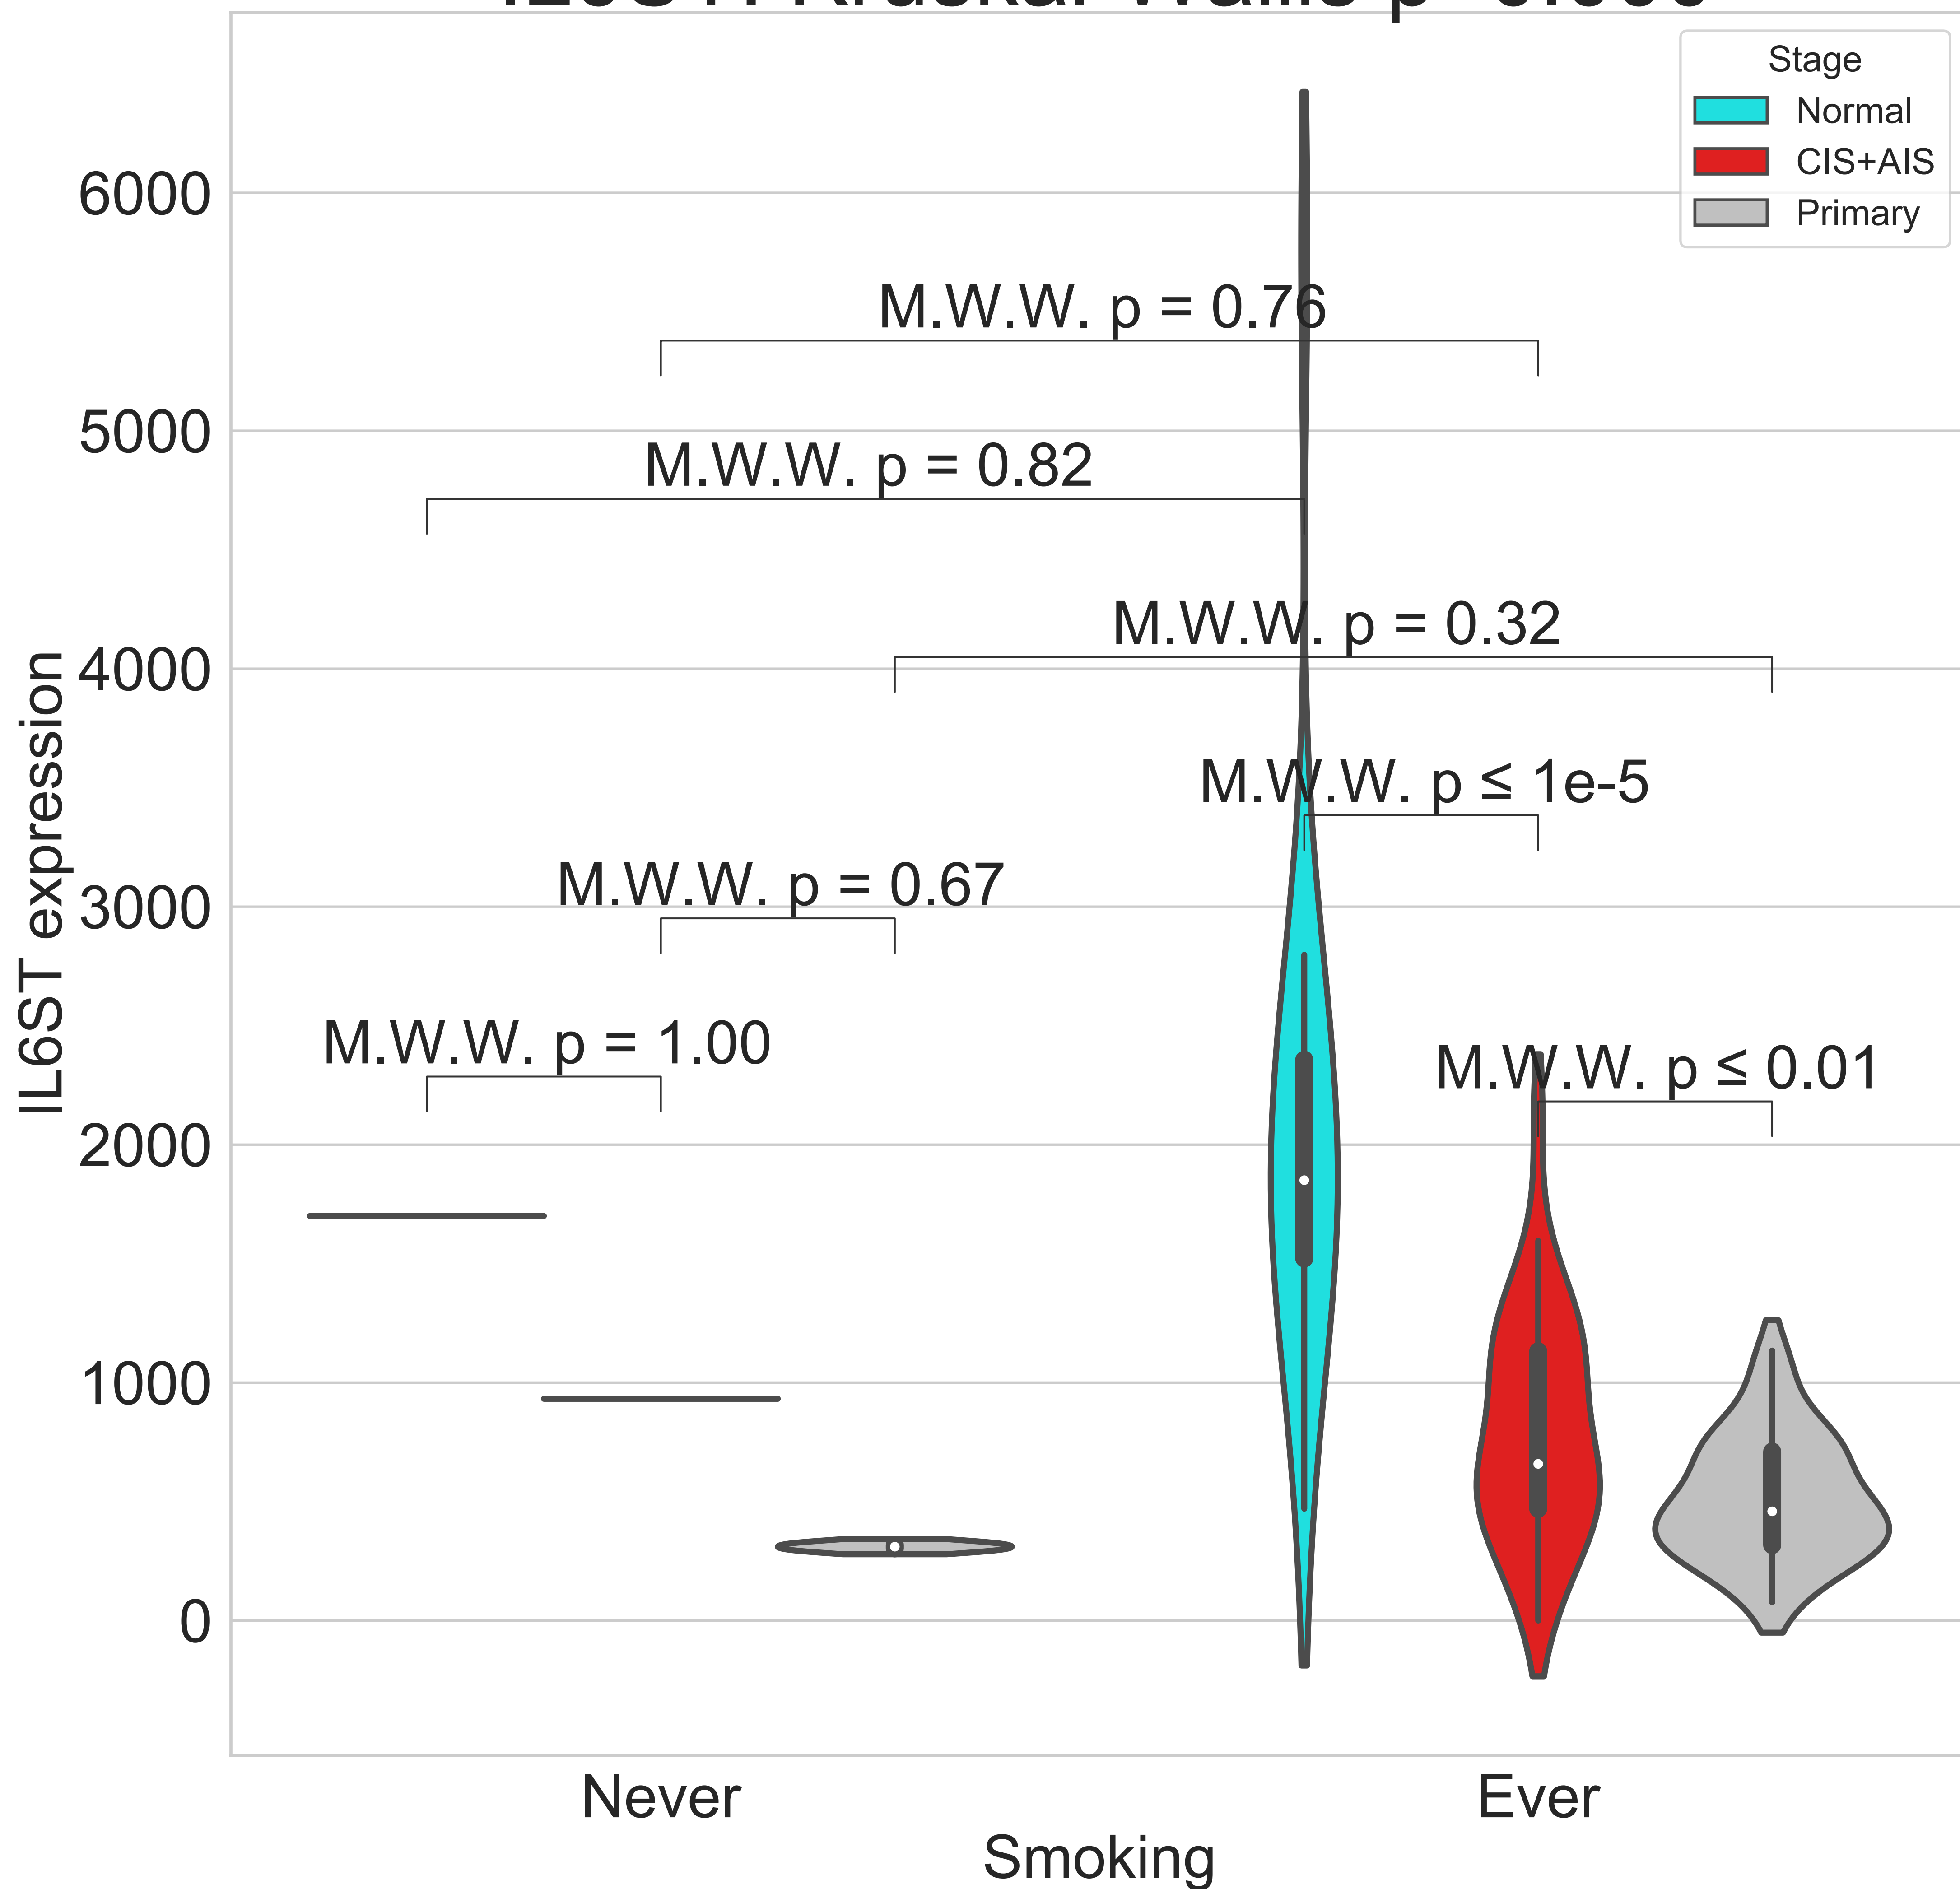 Stage
Normal
CIS+AIS
Primary
6000
5000
4000
3000
2000
1000
0
IL6ST expression
M.W.W. p = 0.76
M.W.W. p = 0.82
M.W.W. p = 0.32
M.W.W. p ≤ 1e-5
M.W.W. p = 0.67
M.W.W. p = 1.00
M.W.W. p ≤ 0.01
Never
Ever
Smoking